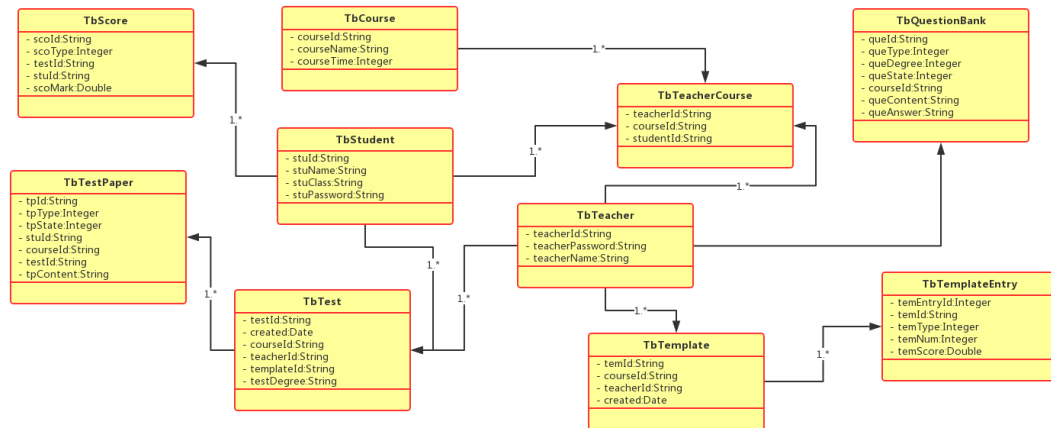 TbScore
- scoId:String
- scoType:Integer
- testId:String
- stuId:String
- scoMark:Double
TbCourse
- courseId:String
- courseName:String
- courseTime:Integer
TbQuestionBank
- queId:String
- queType:Integer
- queDegree:Integer
- queState:Integer
- courseId:String
- queContent:String
- queAnswer:String
1..*
TbTeacherCourse
- teacherId:String
- courseId:String
- studentId:String
1..*
TbStudent
- stuId:String
- stuName:String
- stuClass:String
- stuPassword:String
1..*
TbTestPaper
- tpId:String
- tpType:Integer
- tpState:Integer
- stuId:String
- courseId:String
- testId:String
- tpContent:String
1..*
TbTeacher
- teacherId:String
- teacherPassword:String
- teacherName:String
1..*
1..*
1..*
TbTest
- testId:String
- created:Date
- courseId:String
- teacherId:String
- templateId:String
- testDegree:String
1..*
TbTemplate
- temId:String
- courseId:String
- teacherId:String
- created:Date
1..*
TbTemplateEntry
- temEntryId:Integer
- temId:String
- temType:Integer
- temNum:Integer
- temScore:Double